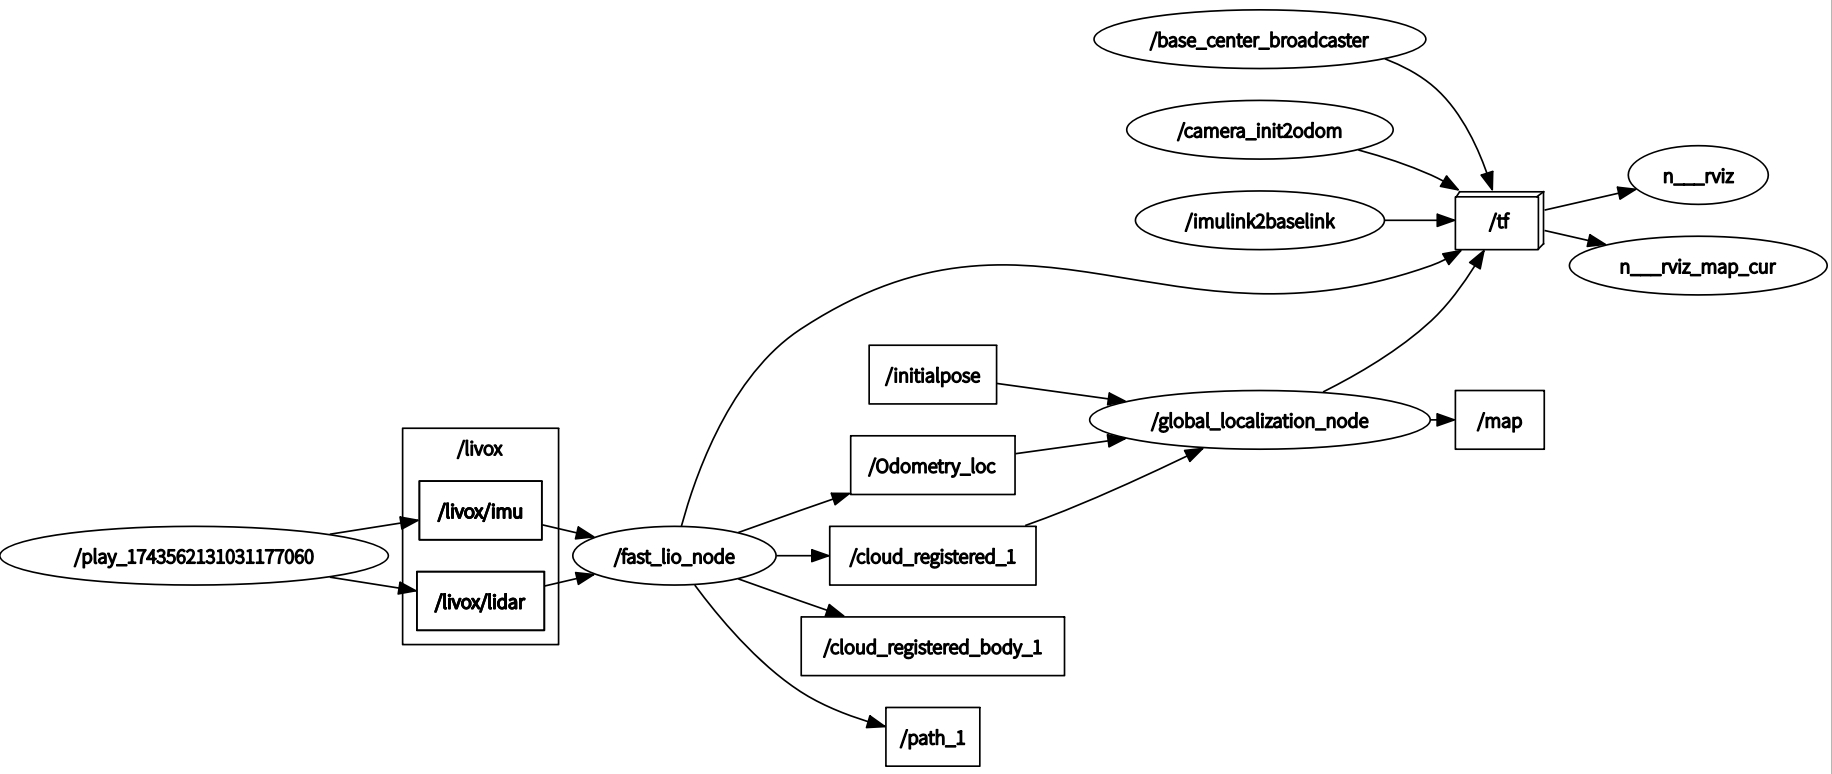 /base_center_broadcaster
/camera_init2odom
n___rviz
/imulink2baselink
/tf
n___rviz_map_cur
/initialpose
/global_localization_node
/map
/livox
/Odometry_loc
/livox/imu
/play_1743562131031177060
/fast_lio_node
/cloud_registered_1
/livox/lidar
/cloud_registered_body_1
/path_1